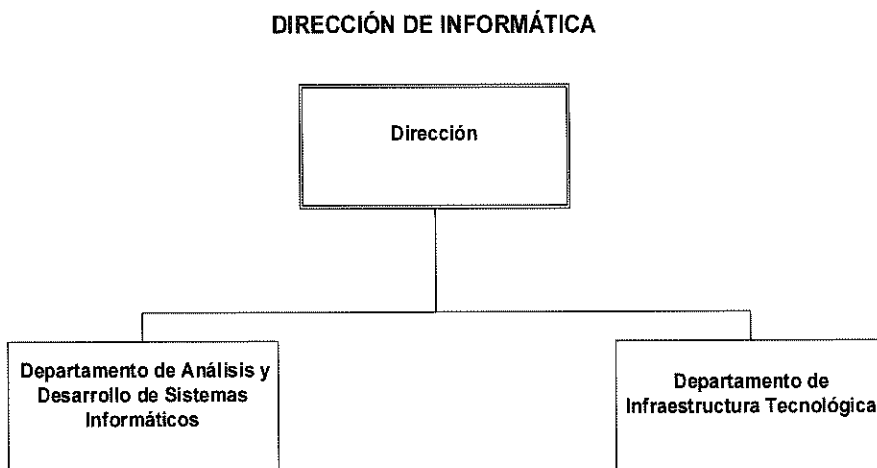 DIRECCIÓN DE INFORMÁTICA
Dirección
Departamento de Análisis y
Desarrollo de Sistemas
Informáticos
Departamento de
Infraestructura Tecnológica